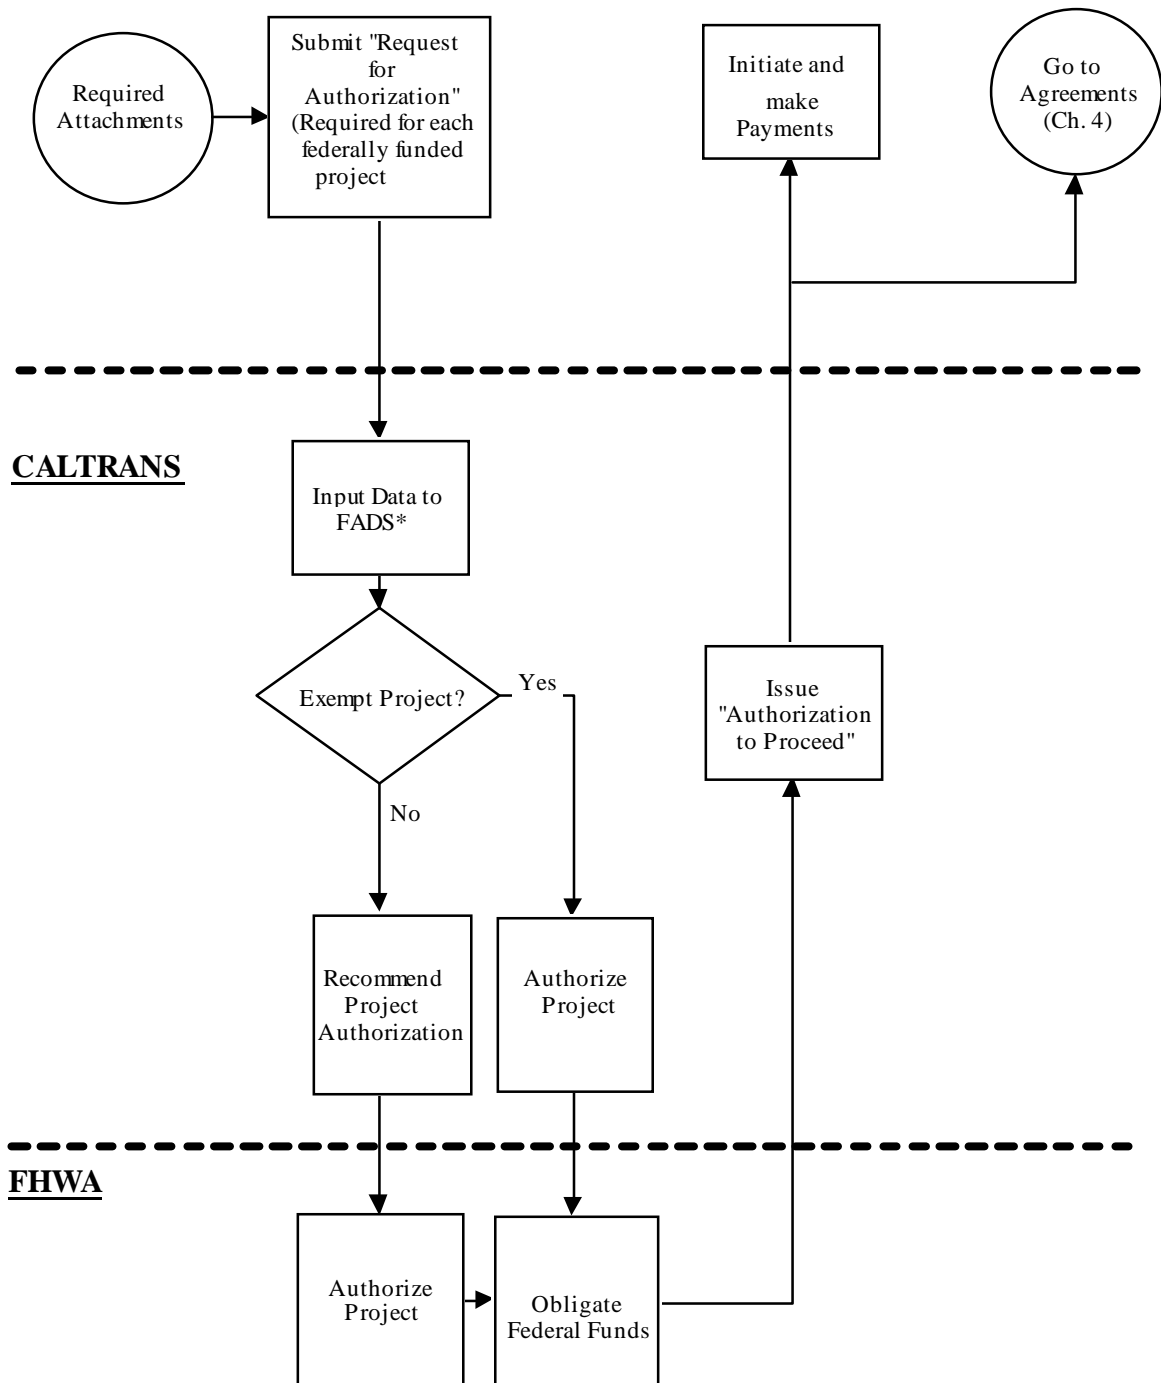 Required
Attachments
Submit "Request
for
Authorization"
(Required for each
federally funded
project
Initiate and
make
Payments
Go to
Agreements
(Ch. 4)
CALTRANS
Input Data to
FADS*
Exempt Project?
Yes
No
Issue
"Authorization
to Proceed"
Recommend
Project
Authorization
Authorize
Project
FHWA
Authorize
Project
Obligate
Federal Funds